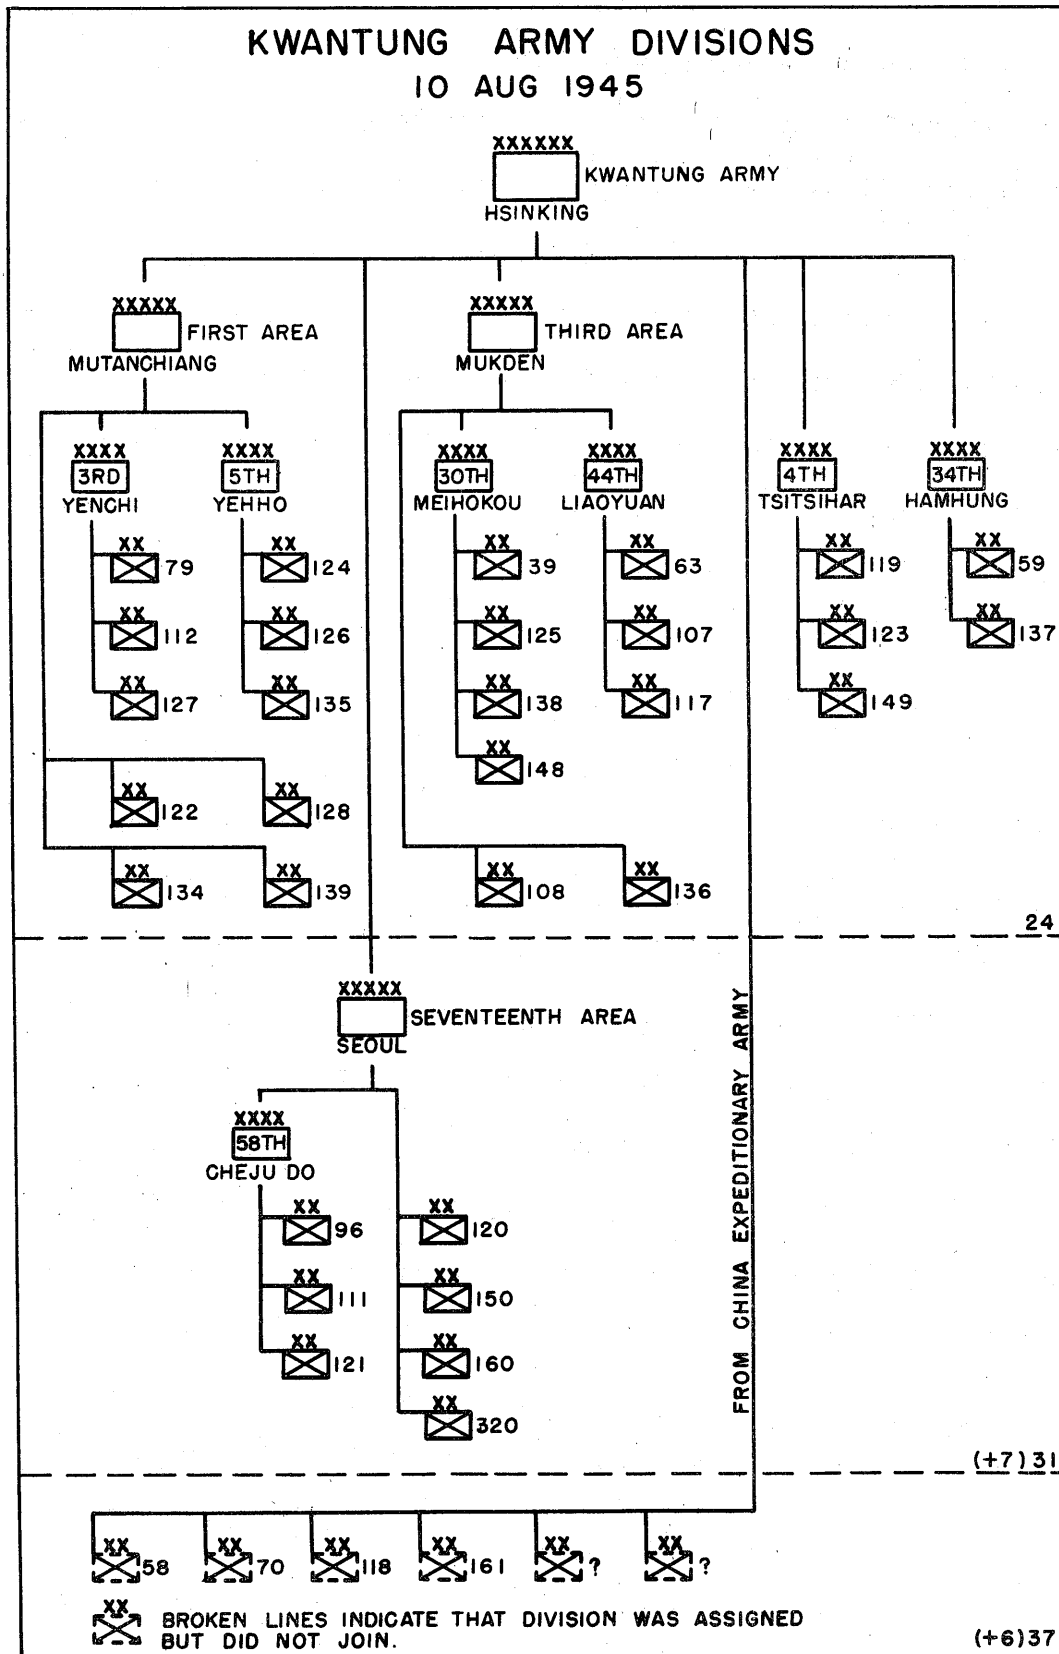 KWANTUNG ARMY DIVISIONS
10 AUG 1945
XXXXXX
KWANTUNG ARMY
HSINKING
XXXXX
FIRST AREA
MUTANCHIANG
XXXXX
THIRD AREA
MUKDEN
XXXX
3RD
YENCHI
XX
79
XX
112
XX
127
XXXX
5TH
YEHHO
XX
124
XX
126
XX
135
XX
122
XX
128
XX
134
XX
139
XXXX
30TH
MEIHOKOU
XX
39
XX
125
XX
138
XX
148
XXXX
44TH
LIAOYUAN
XX
63
XX
107
XX
117
XX
108
XX
136
XXXX
4TH
TSITSIHAR
XX
119
XX
123
XX
149
XXXX
34TH
HAMHUNG
XX
59
XX
137
24
XXXXX
SEVENTEENTH AREA
SEOUL
XXXX
58TH
CHEJU DO
XX
96
XX
111
XX
121
XX
120
XX
150
XX
160
XX
320
FROM CHINA EXPEDITIONARY ARMY
(+7)31
XX
58
XX
70
XX
118
XX
161
XX
?
XX
?
XX
BROKEN LINES INDICATE THAT DIVISION WAS ASSIGNED
BUT DID NOT JOIN.
(+6)37